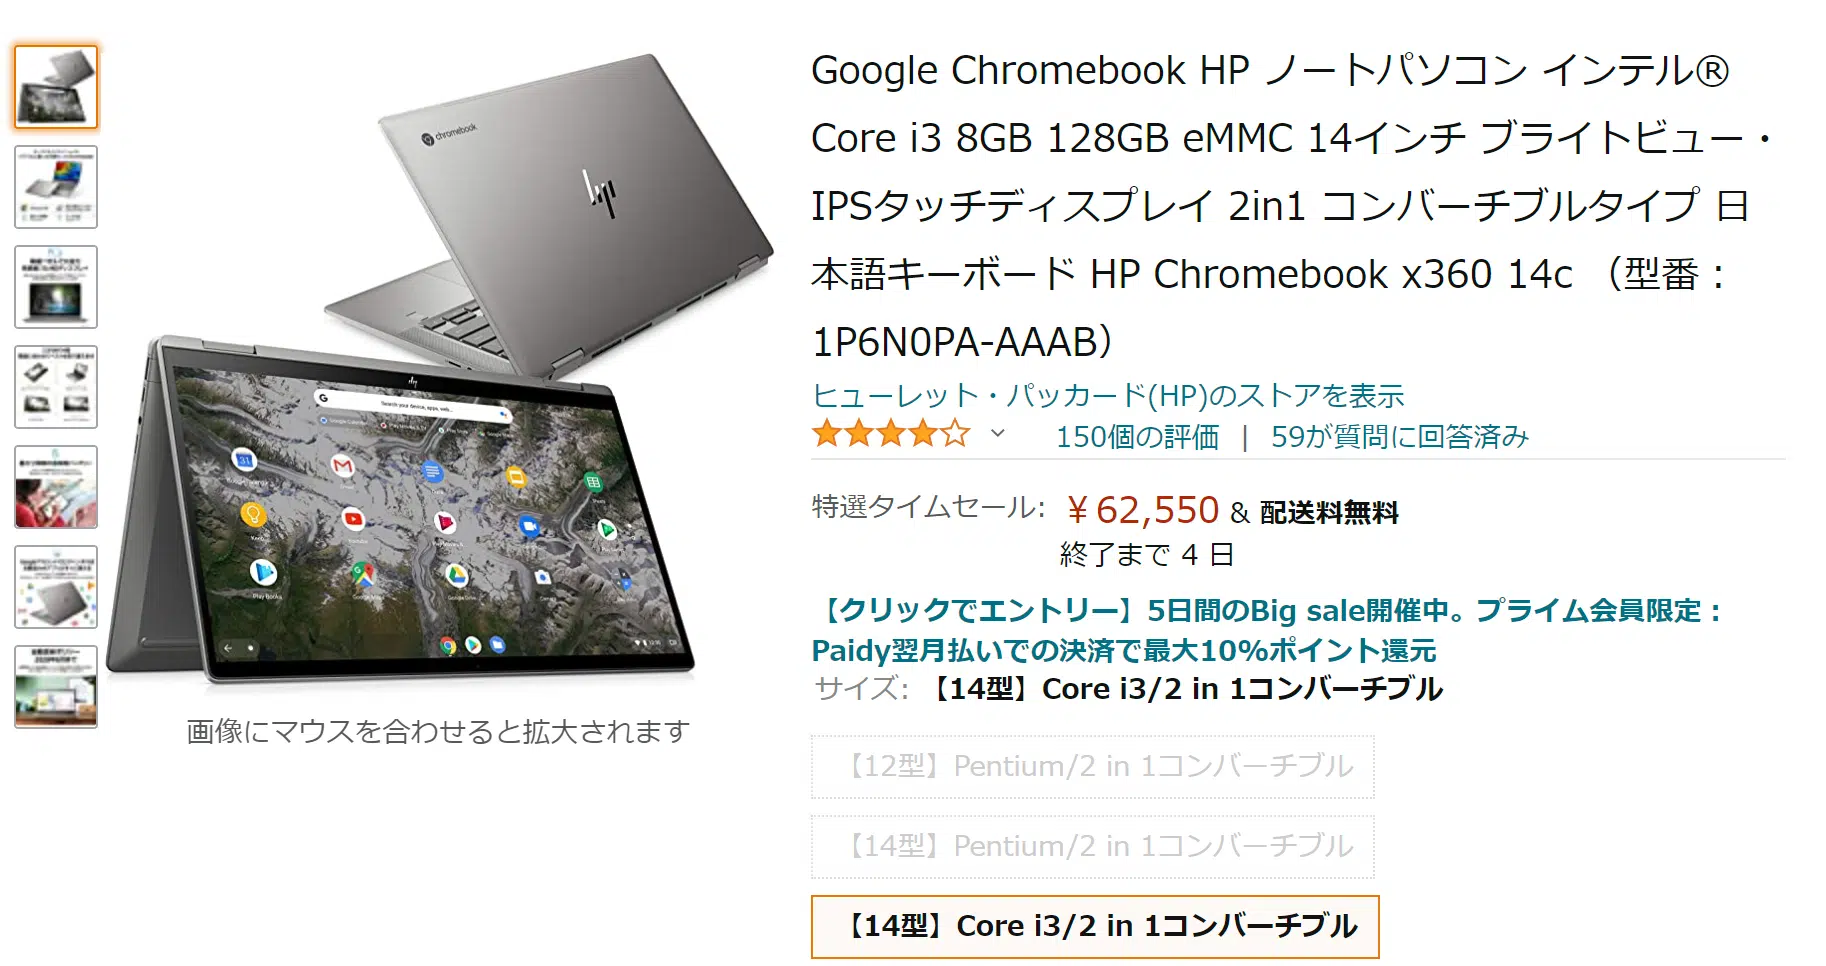 Google Chromebook HP ノートパソコン インテル®
Core i3 8GB 128GB eMMC 14インチ ブライトビュー・
IPSタッチディスプレイ 2in1 コンバーチブルタイプ 日
本語キーボード HP Chromebook x360 14c （型番：
1P6N0PA-AAAB）
ヒューレット・パッカード(HP)のストアを表示
150個の評価 | 59が質問に回答済み
特選タイムセール: ￥62,550 & 配送料無料
終了まで 4 日
【クリックでエントリー】5日間のBig sale開催中。プライム会員限定：
Paidy翌月払いでの決済で最大10%ポイント還元
サイズ: 【14型】Core i3/2 in 1コンバーチブル
【12型】Pentium/2 in 1コンバーチブル
【14型】Pentium/2 in 1コンバーチブル
【14型】Core i3/2 in 1コンバーチブル
chromebook
hp
hp
Search your device, apps, web...
31
Play Books
画像にマウスを合わせると拡大されます